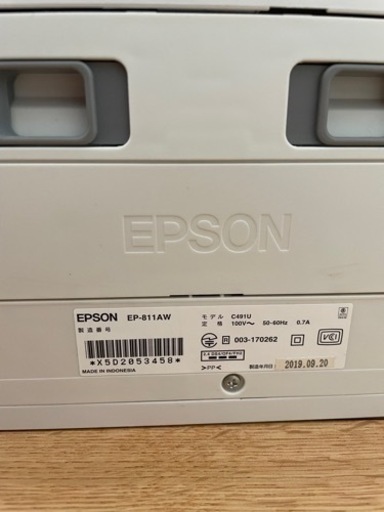 EPSON
EPSON EP-811AW モデル C491U
製造番号 定格 100V～ 50-60Hz 0.7A
*X5D2053458*
003-170262
VCCI
MADE IN INDONESIA
>PP< 製造年月日 2019.09.20